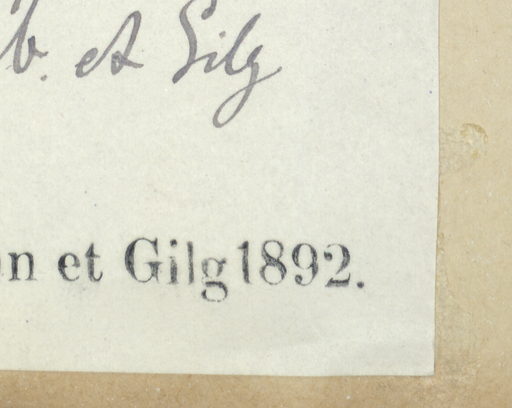 b. et Gilg
n et Gilg 1892.